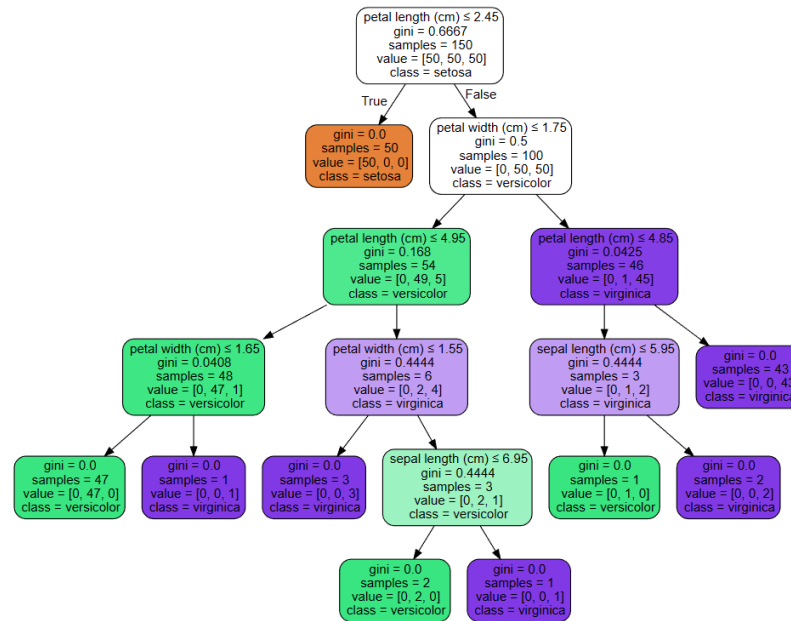 petal length (cm) ≤ 2.45
gini = 0.6667
samples = 150
value = [50, 50, 50]
class = setosa
True
False
gini = 0.0
samples = 50
value = [50, 0, 0]
class = setosa
petal width (cm) ≤ 1.75
gini = 0.5
samples = 100
value = [0, 50, 50]
class = versicolor
petal length (cm) ≤ 4.95
gini = 0.168
samples = 54
value = [0, 49, 5]
class = versicolor
petal length (cm) ≤ 4.85
gini = 0.0425
samples = 46
value = [0, 1, 45]
class = virginica
petal width (cm) ≤ 1.65
gini = 0.0408
samples = 48
value = [0, 47, 1]
class = versicolor
petal width (cm) ≤ 1.55
gini = 0.4444
samples = 6
value = [0, 2, 4]
class = virginica
sepal length (cm) ≤ 5.95
gini = 0.4444
samples = 3
value = [0, 1, 2]
class = virginica
gini = 0.0
samples = 43
value = [0, 0, 43]
class = virginica
gini = 0.0
samples = 47
value = [0, 47, 0]
class = versicolor
gini = 0.0
samples = 1
value = [0, 0, 1]
class = virginica
gini = 0.0
samples = 3
value = [0, 0, 3]
class = virginica
sepal length (cm) ≤ 6.95
gini = 0.4444
samples = 3
value = [0, 2, 1]
class = versicolor
gini = 0.0
samples = 1
value = [0, 1, 0]
class = versicolor
gini = 0.0
samples = 2
value = [0, 0, 2]
class = virginica
gini = 0.0
samples = 2
value = [0, 2, 0]
class = versicolor
gini = 0.0
samples = 1
value = [0, 0, 1]
class = virginica